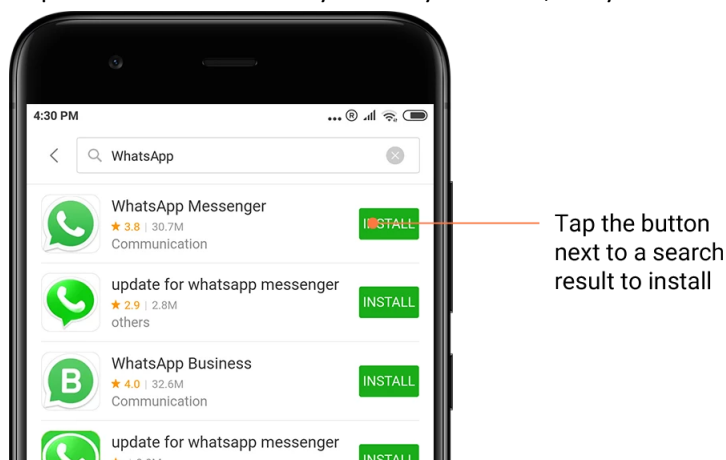 4:30 PM
WhatsApp
WhatsApp Messenger
3.8 | 30.7M
Communication
INSTALL
Tap the button
next to a search
result to install
update for whatsapp messenger
2.9 | 2.8M
others
INSTALL
B
WhatsApp Business
4.0 | 32.6M
Communication
INSTALL
update for whatsapp messenger
INSTALL